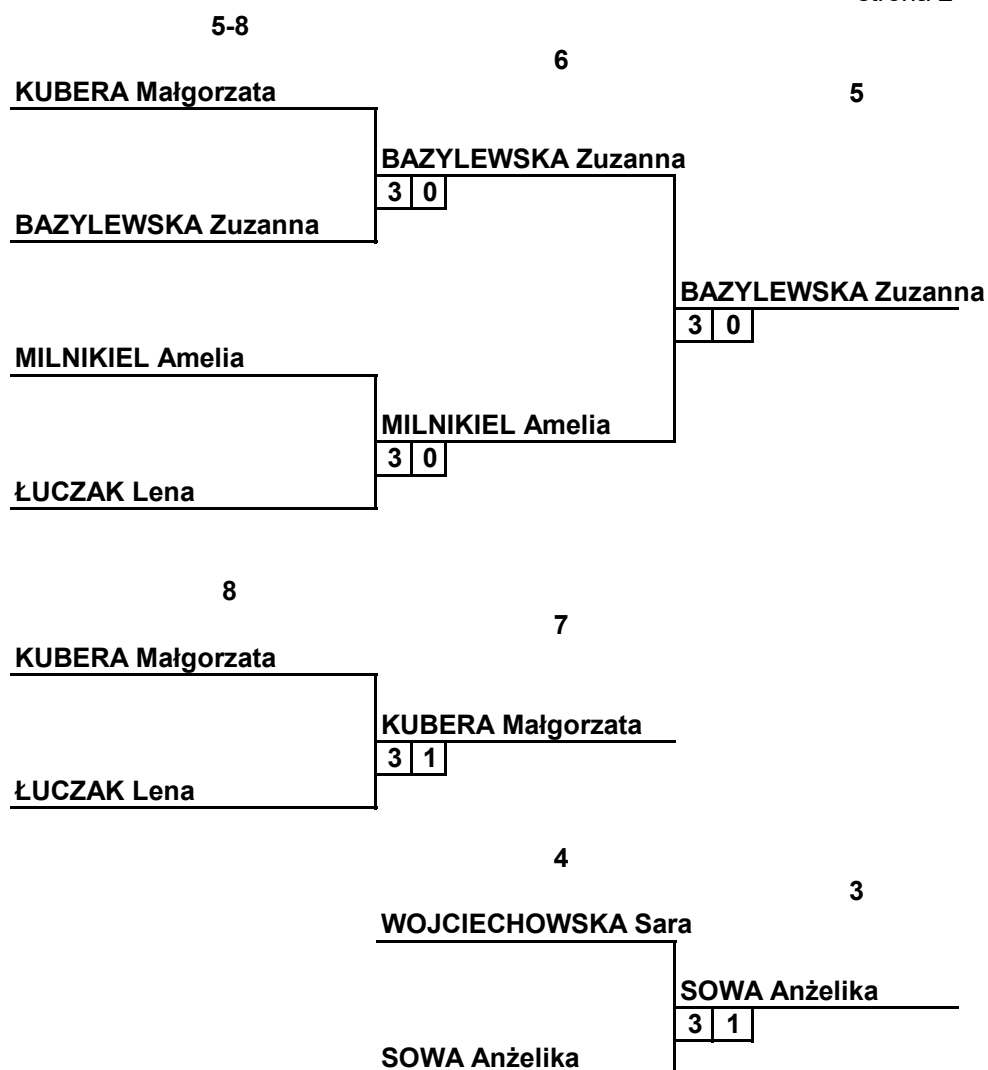 5-8
6
KUBERA Małgorzata
5
BAZYLEWSKA Zuzanna
3 0
BAZYLEWSKA Zuzanna
BAZYLEWSKA Zuzanna
3 0
MILNIKIEL Amelia
MILNIKIEL Amelia
3 0
ŁUCZAK Lena
8
7
KUBERA Małgorzata
KUBERA Małgorzata
3 1
ŁUCZAK Lena
4
3
WOJCIECHOWSKA Sara
SOWA Anżelika
3 1
SOWA Anżelika